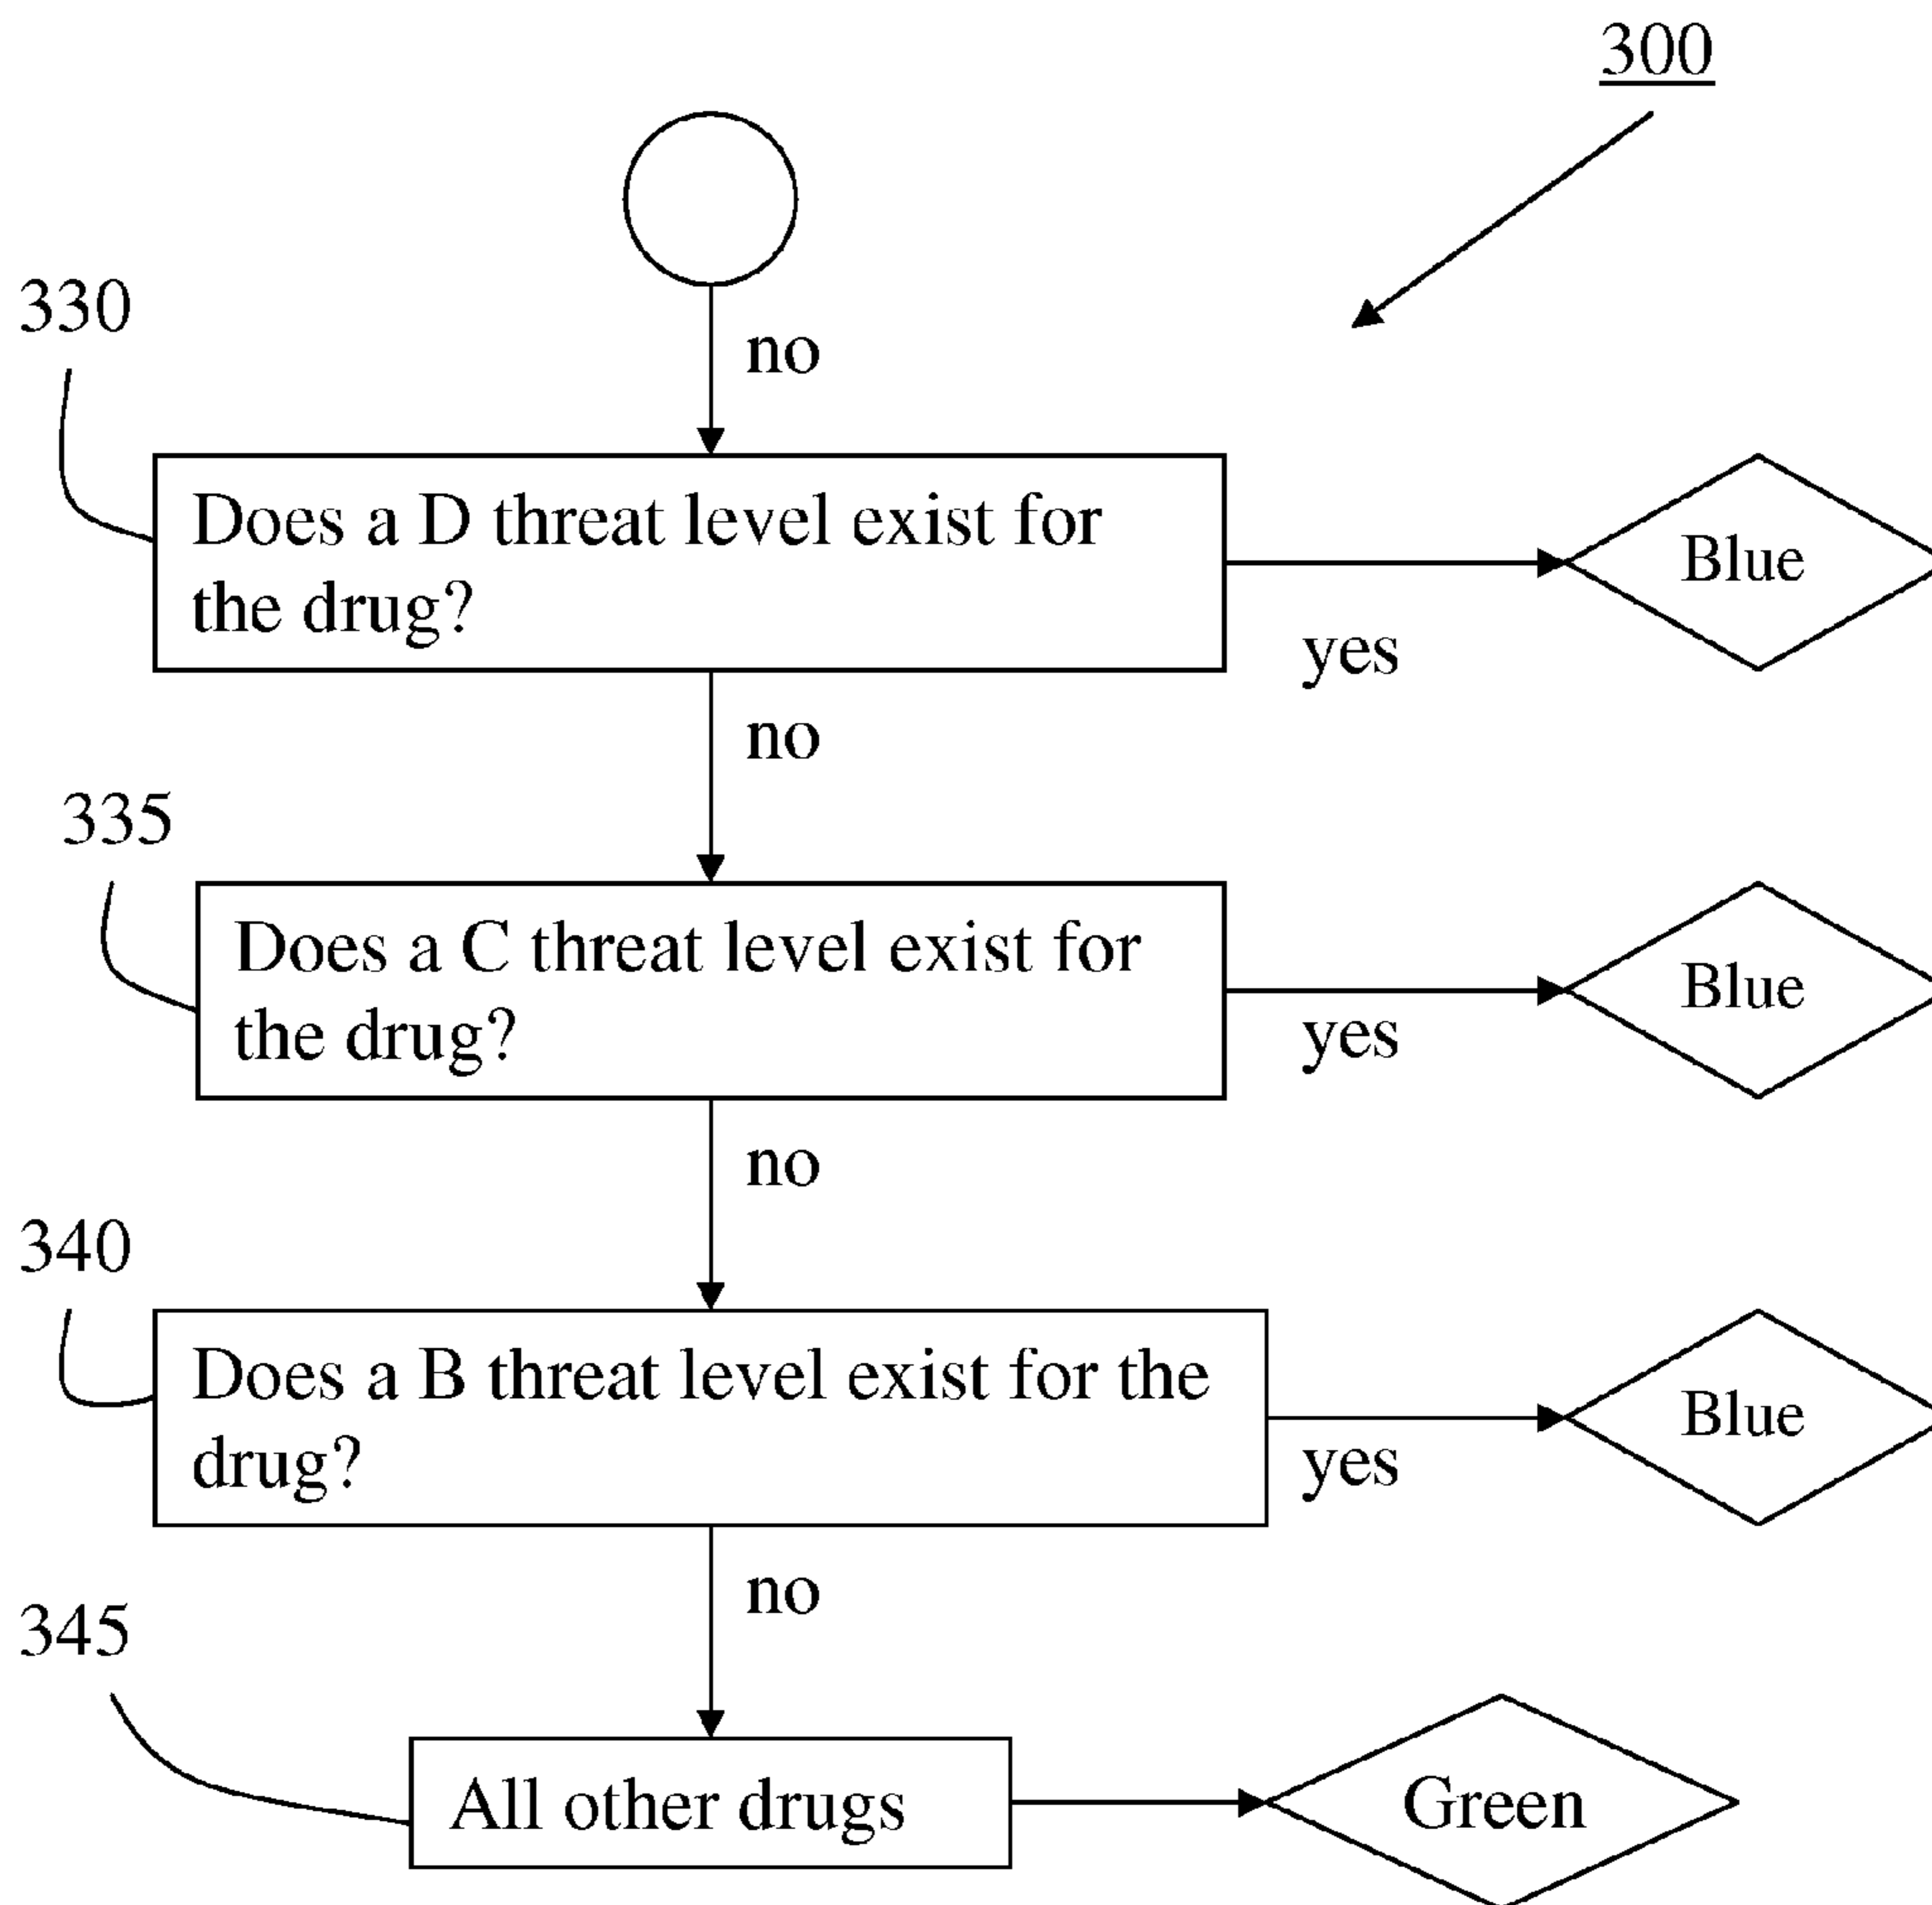 300
no
330
Does a D threat level exist for
the drug?
Blue
yes
no
335
Does a C threat level exist for
the drug?
Blue
yes
no
340
Does a B threat level exist for the
drug?
Blue
yes
no
345
All other drugs
Green